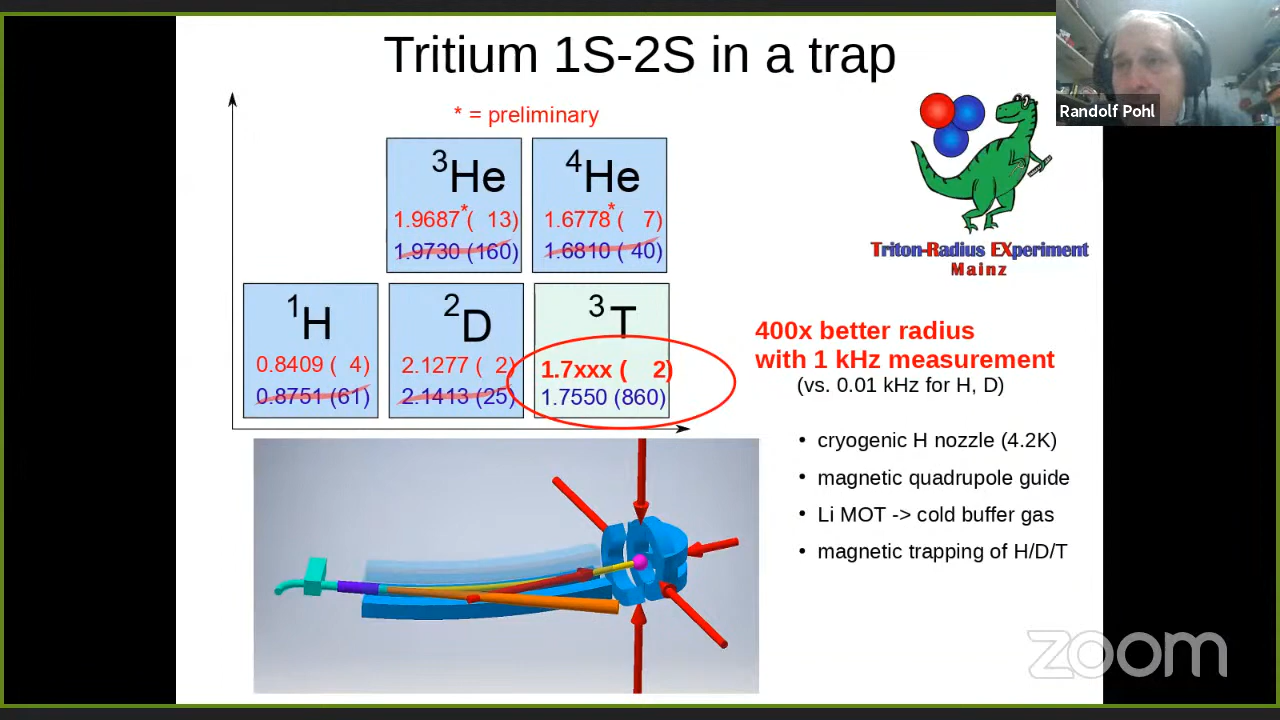 Tritium 1S-2S in a trap
Randolf Pohl
* = preliminary
3He
1.9687*( 13)
1.9730 (160)
4He
1.6778*( 7)
1.6810 ( 40)
1H
0.8409 ( 4)
0.8751 (61)
2D
2.1277 ( 2)
2.1413 (25)
3T
1.7xxx ( 2)
1.7550 (860)
Triton-Radius EXperiment
Mainz
400x better radius
with 1 kHz measurement
(vs. 0.01 kHz for H, D)
• cryogenic H nozzle (4.2K)
• magnetic quadrupole guide
• Li MOT -> cold buffer gas
• magnetic trapping of H/D/T
zoom